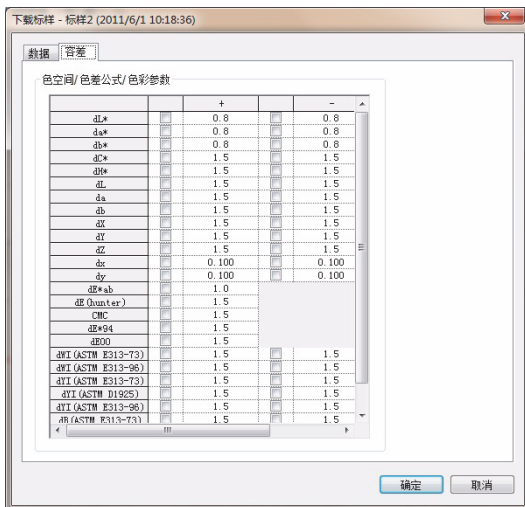 下载标样 - 标样2 (2011/6/1 10:18:36)
数据 容差
色空间/色差公式/色彩参数
+ -
dL* 0.8 0.8
da* 0.8 0.8
db* 0.8 0.8
dC* 1.5 1.5
dH* 1.5 1.5
dL 1.5 1.5
da 1.5 1.5
db 1.5 1.5
dX 1.5 1.5
dY 1.5 1.5
dZ 1.5 1.5
dx 0.100 0.100
dy 0.100 0.100
dE*ab 1.0
dE(hunter) 1.5
CMC 1.5
dE*94 1.5
dE00 1.5
dWI(ASTM E313-73) 1.5 1.5
dWI(ASTM E313-96) 1.5 1.5
dYI(ASTM E313-73) 1.5 1.5
dYI(ASTM D1925) 1.5 1.5
dYI(ASTM E313-96) 1.5 1.5
dB(ASTM E313-73) 1.5 1.5
确定 取消